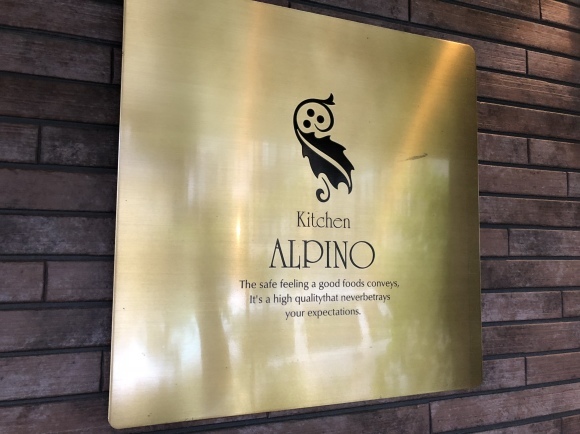 Kitchen
ALPINO
The safe feeling a good foods conveys,
It's a high qualitythat neverbetrays
your expectations.